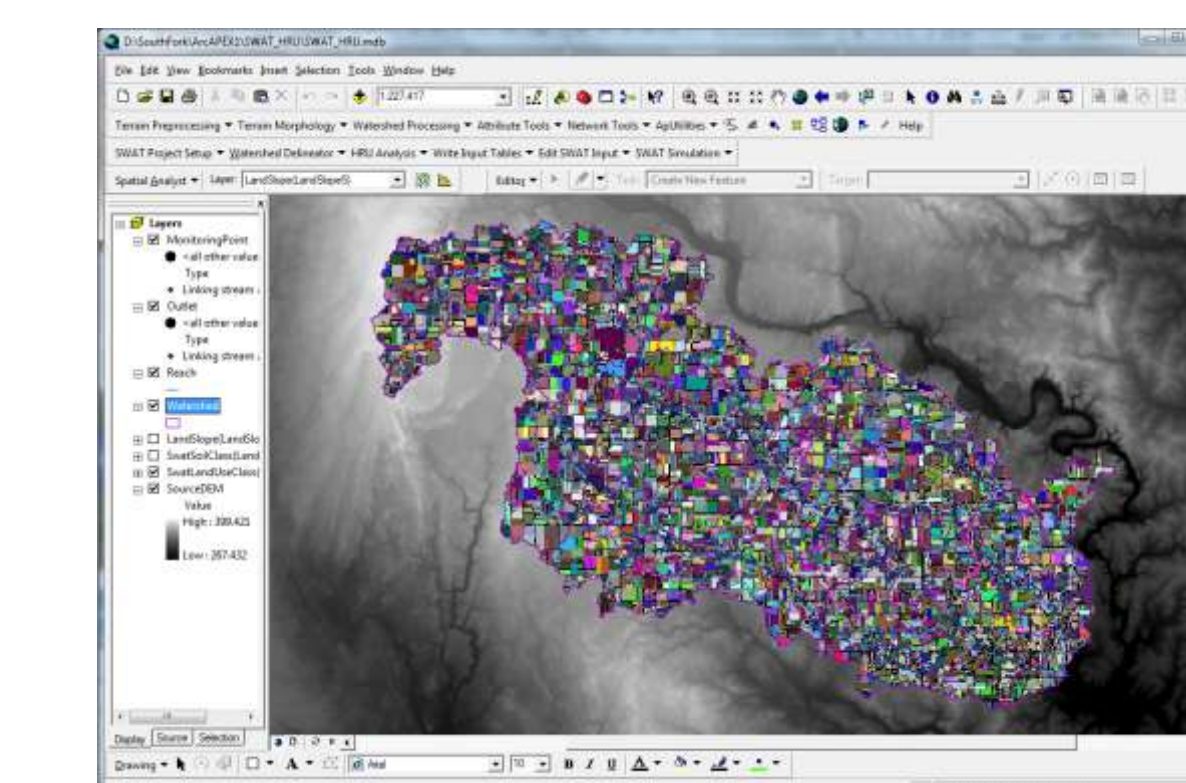 D:\SouthFork\ArcAPEX2\SWAT_HRU\SWAT_HRU.mdb
File Edit View Bookmarks Insert Selection Tools Window Help
1:227,417
Terrain Preprocessing Terrain Morphology Watershed Processing Attribute Tools Network Tools ApUtilities Help
SWAT Project Setup Watershed Delineator HRU Analysis Write Input Tables Edit SWAT Input SWAT Simulation
Spatial Analyst Layer: LandSlope(LandSlope5) Editor Task: Create New Feature Target:
Layers
MonitoringPoint
<all other value
Type
Linking stream
Outlet
<all other value
Type
Linking stream
Reach
Watershed
LandSlope(LandSlo
SwatSoilClass(Land
SwatLandUseClass(
SourceDEM
Value
High : 399.421
Low : 267.432
Display Source Selection
Drawing A Arial 10 B I U A